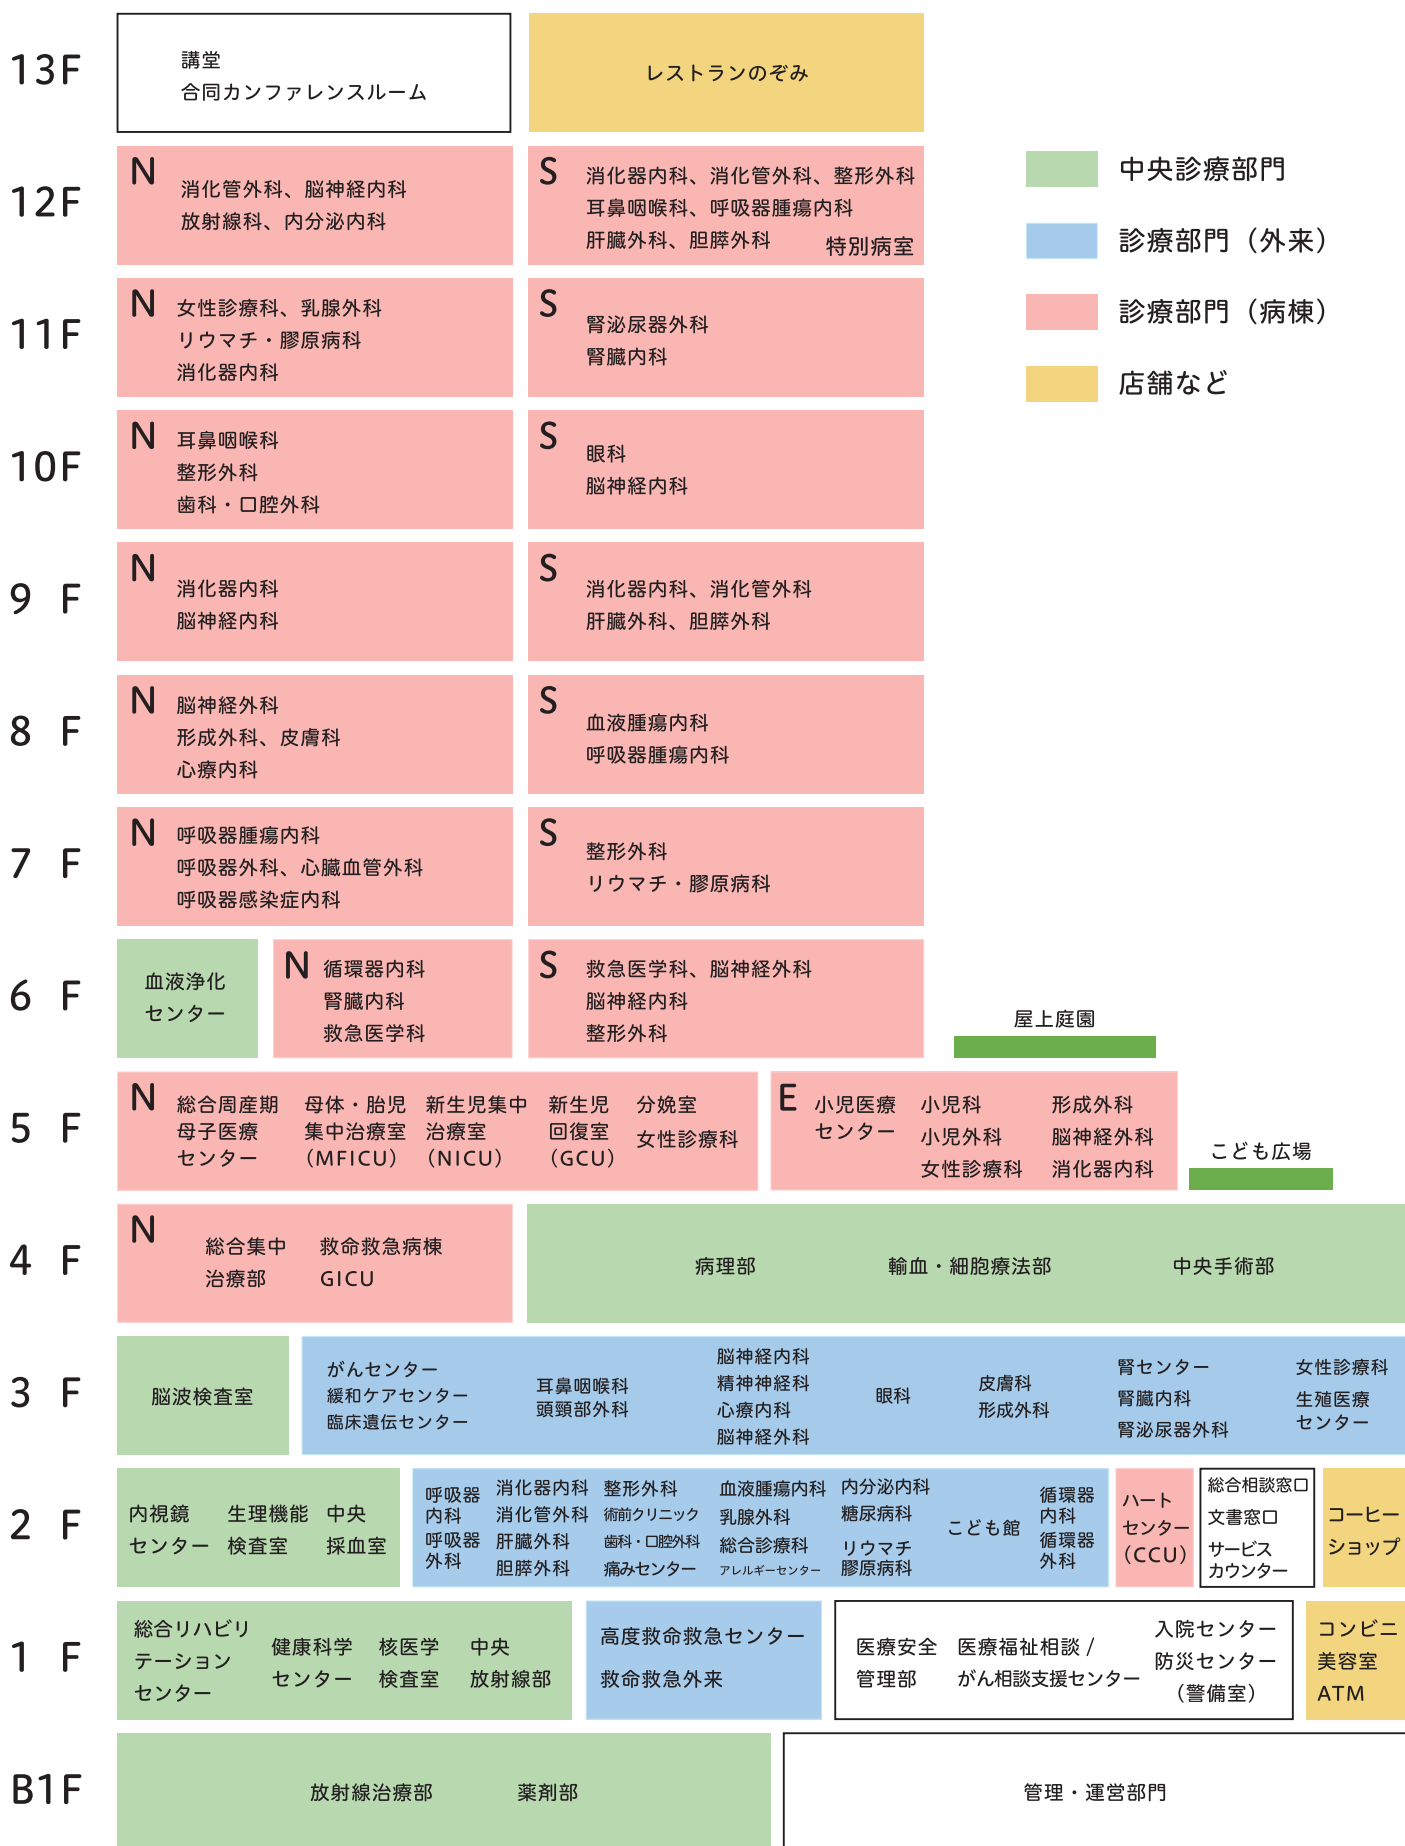 13F
講堂
合同カンファレンスルーム
レストランのぞみ
中央診療部門
診療部門（外来）
診療部門（病棟）
店舗など
12F
N
消化管外科、脳神経内科
放射線科、内分泌内科
S
消化器内科、消化管外科、整形外科
耳鼻咽喉科、呼吸器腫瘍内科
肝臓外科、胆膵外科
特別病室
11F
N
女性診療科、乳腺外科
リウマチ・膠原病科
消化器内科
S
腎泌尿器外科
腎臓内科
10F
N
耳鼻咽喉科
整形外科
歯科・口腔外科
S
眼科
脳神経内科
9 F
N
消化器内科
脳神経内科
S
消化器内科、消化管外科
肝臓外科、胆膵外科
8 F
N
脳神経外科
形成外科、皮膚科
心療内科
S
血液腫瘍内科
呼吸器腫瘍内科
7 F
N
呼吸器腫瘍内科
呼吸器外科、心臓血管外科
呼吸器感染症内科
S
整形外科
リウマチ・膠原病科
6 F
血液浄化
センター
N
循環器内科
腎臓内科
救急医学科
S
救急医学科、脳神経外科
脳神経内科
整形外科
屋上庭園
5 F
N
総合周産期
母子医療
センター
母体・胎児
集中治療室
（MFICU）
新生児集中
治療室
（NICU）
新生児
回復室
（GCU）
分娩室
女性診療科
E
小児医療
センター
小児科
小児外科
女性診療科
形成外科
脳神経外科
消化器内科
こども広場
4 F
N
総合集中
治療部
救命救急病棟
GICU
病理部
輸血・細胞療法部
中央手術部
3 F
脳波検査室
がんセンター
緩和ケアセンター
臨床遺伝センター
耳鼻咽喉科
頭頸部外科
脳神経内科
精神神経科
心療内科
脳神経外科
眼科
皮膚科
形成外科
腎センター
腎臓内科
腎泌尿器外科
女性診療科
生殖医療
センター
2 F
内視鏡
センター
生理機能
検査室
中央
採血室
呼吸器
内科
呼吸器
外科
消化器内科
消化管外科
肝臓外科
胆膵外科
整形外科
術前クリニック
歯科・口腔外科
痛みセンター
血液腫瘍内科
乳腺外科
総合診療科
アレルギーセンター
内分泌内科
糖尿病科
リウマチ
膠原病科
こども館
循環器
内科
循環器
外科
ハート
センター
（CCU）
総合相談窓口
文書窓口
サービス
カウンター
コーヒー
ショップ
1 F
総合リハビリ
テーション
センター
健康科学
センター
核医学
検査室
中央
放射線部
高度救命救急センター
救命救急外来
医療安全
管理部
医療福祉相談 /
がん相談支援センター
入院センター
防災センター
（警備室）
コンビニ
美容室
ATM
B1F
放射線治療部
薬剤部
管理・運営部門